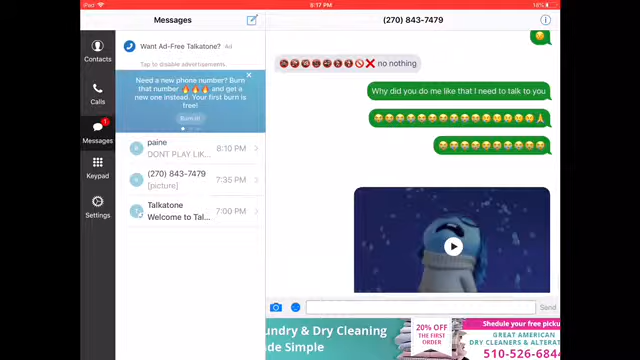 iPad
5:17 PM
14%
Messages
(270) 843-7479
Contacts
Calls
Messages
1
Keypad
Settings
Want Ad-Free Talkatone? Ad
Tap to disable advertisements.
Need a new phone number? Burn
that number 🔥🔥🔥 and get a
new one instead. Your first burn is
free!
Burn it!
paine
8:10 PM
DONT PLAY LIK...
(270) 843-7479
7:35 PM
[picture]
Talkatone
7:00 PM
Welcome to Tal...
no nothing
Why did you do me like that I need to talk to you
Send
undry & Dry Cleaning
de Simple
20% OFF
THE FIRST
ORDER
Shedule your free picku
GREAT AMERICAN
DRY CLEANERS & ALTERA
510-526-844